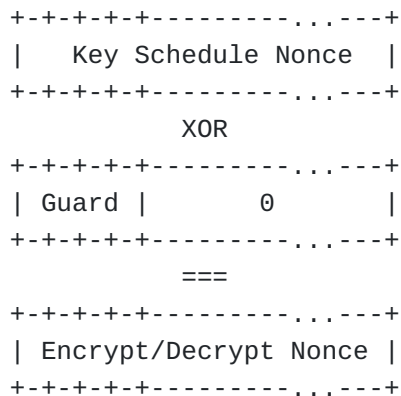 +-+-+-+-+---------...---+
|   Key Schedule Nonce  |
+-+-+-+-+---------...---+
           XOR
+-+-+-+-+---------...---+
| Guard |       0       |
+-+-+-+-+---------...---+
           ===
+-+-+-+-+---------...---+
| Encrypt/Decrypt Nonce |
+-+-+-+-+---------...---+